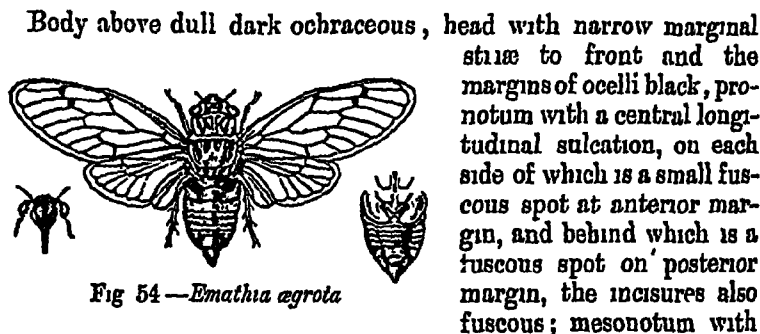 Body above dull dark ochraceous, head with narrow marginal
striæ to front and the
margins of ocelli black, pro-
notum with a central longi-
tudinal sulcation, on each
side of which is a small fus-
cous spot at anterior mar-
gin, and behind which is a
fuscous spot on posterior
margin, the incisures also
fuscous; mesonotum with
Fig 54—Emathia ægrota